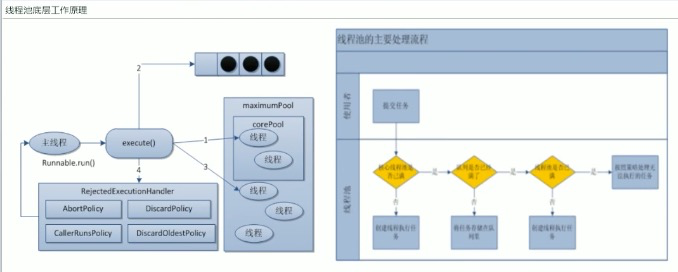 线程池底层工作原理
2
maximumPool
corePool
主线程
execute()
1
线程
线程
Runnable.run()
4
3
线程
RejectedExecutionHandler
AbortPolicy
DiscardPolicy
线程
CallerRunsPolicy
DiscardOldestPolicy
线程
线程池的主要处理流程
使用者
提交任务
线程池
核心线程池是否已满
是
队列是否已经满了
是
线程池是否已满
是
按照策略处理无法执行的任务
否
否
否
创建线程执行任务
将任务存储在队列里
创建线程执行任务